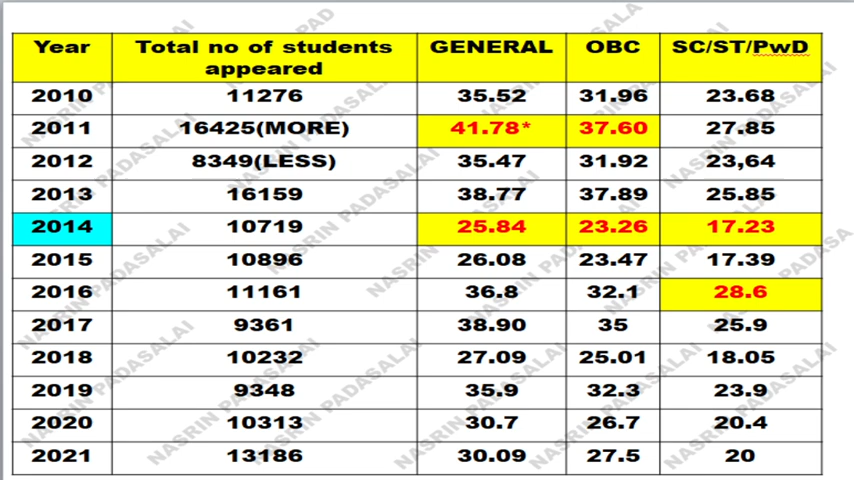 Year Total no of students appeared GENERAL OBC SC/ST/PwD
2010 11276 35.52 31.96 23.68
2011 16425(MORE) 41.78* 37.60 27.85
2012 8349(LESS) 35.47 31.92 23,64
2013 16159 38.77 37.89 25.85
2014 10719 25.84 23.26 17.23
2015 10896 26.08 23.47 17.39
2016 11161 36.8 32.1 28.6
2017 9361 38.90 35 25.9
2018 10232 27.09 25.01 18.05
2019 9348 35.9 32.3 23.9
2020 10313 30.7 26.7 20.4
2021 13186 30.09 27.5 20
NASRIN PADASALAI